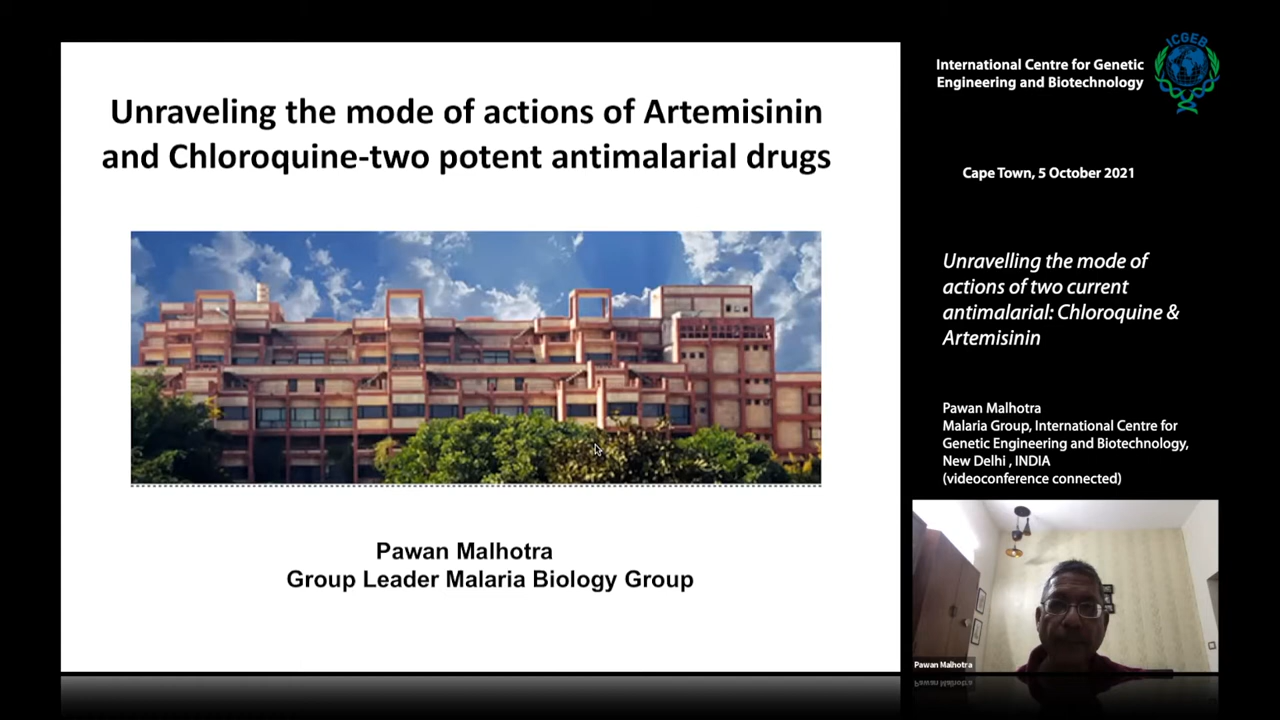 Unraveling the mode of actions of Artemisinin
and Chloroquine-two potent antimalarial drugs
Pawan Malhotra
Group Leader Malaria Biology Group
International Centre for Genetic
Engineering and Biotechnology
ICGEB
Cape Town, 5 October 2021
Unravelling the mode of
actions of two current
antimalarial: Chloroquine &
Artemisinin
Pawan Malhotra
Malaria Group, International Centre for
Genetic Engineering and Biotechnology,
New Delhi , INDIA
(videoconference connected)
Pawan Malhotra